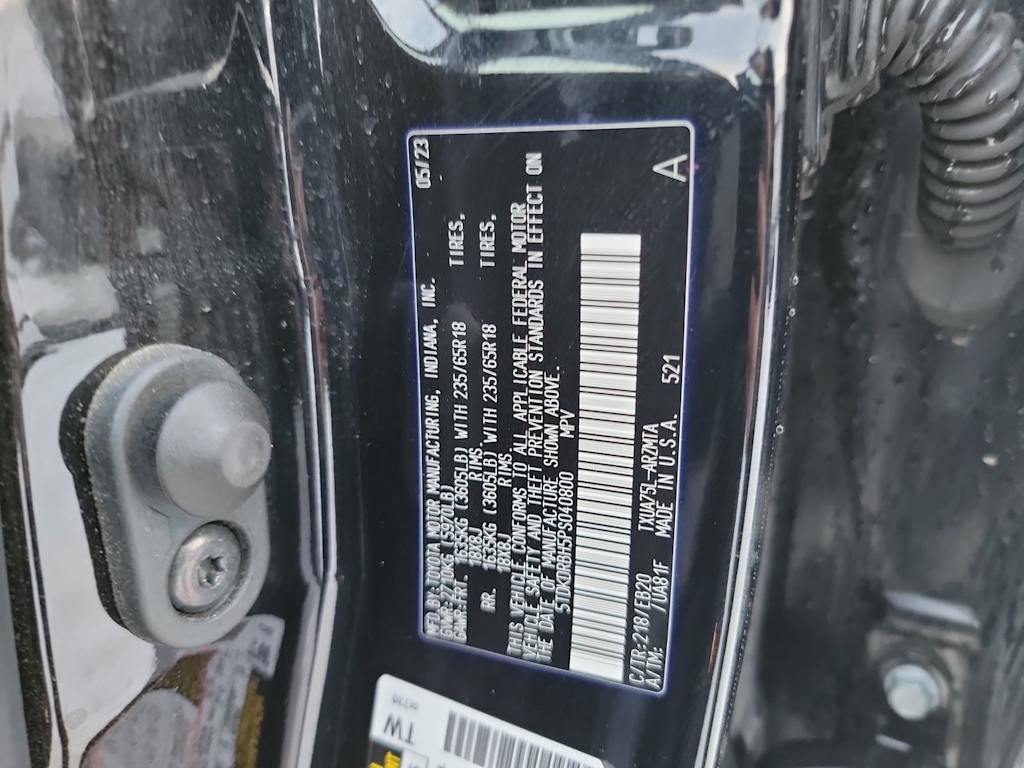 MFD BY: TOYOTA MOTOR MANUFACTURING, INDIANA, INC. 05/23
GVWR: 2710KG (5970LB)
GAWR: FRT. 1635KG (3605LB) WITH 235/65R18 TIRES,
18X8J RIMS
RR. 1635KG (3605LB) WITH 235/65R18 TIRES,
18X8J RIMS.
THIS VEHICLE CONFORMS TO ALL APPLICABLE FEDERAL MOTOR
VEHICLE SAFETY AND THEFT PREVENTION STANDARDS IN EFFECT ON
THE DATE OF MANUFACTURE SHOWN ABOVE.
5TDKDRBH5PS040800 MPV
C/TR: 218/EB20 TXUA75L-ARZMTA
A/TM: /UA81F MADE IN U.S.A. 521
A
TW